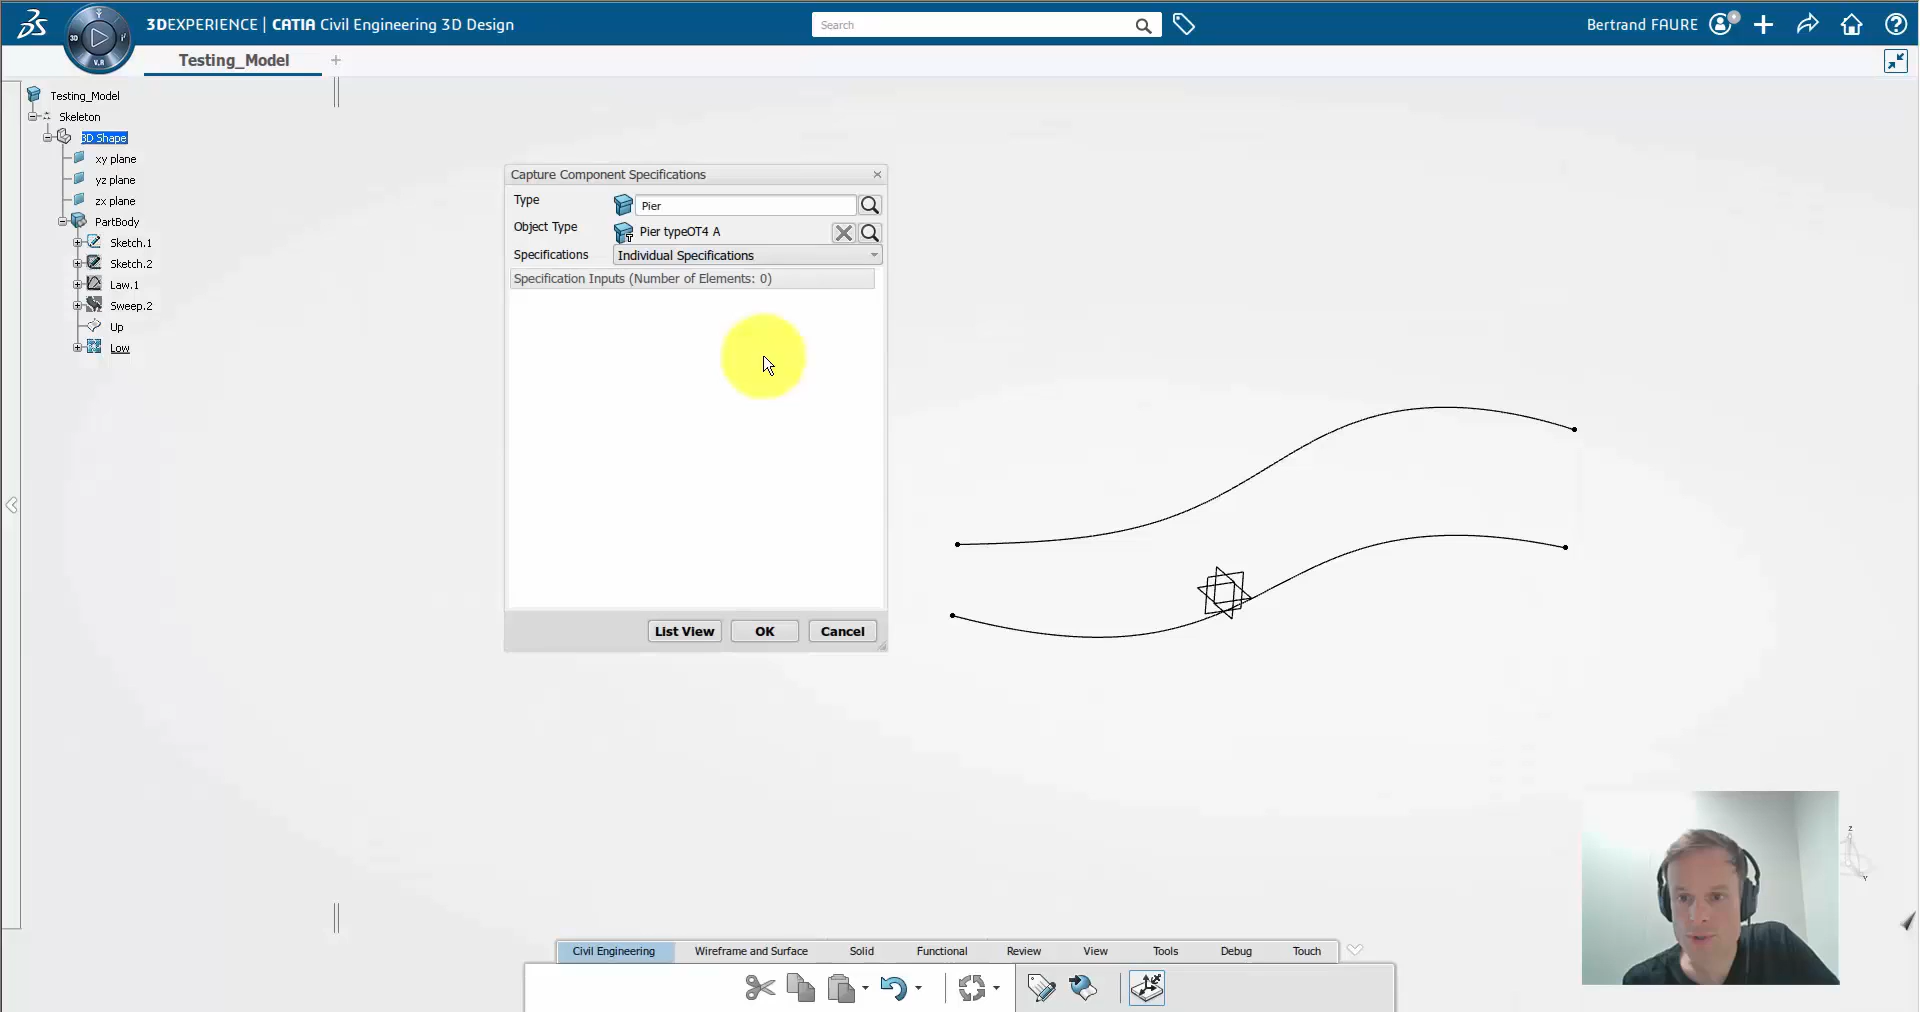 3DEXPERIENCE | CATIA Civil Engineering 3D Design
Search
Bertrand FAURE
3D
V.R
Testing_Model
Testing_Model
Skeleton
3D Shape
xy plane
yz plane
zx plane
PartBody
Sketch.1
Sketch.2
Law.1
Sweep.2
Up
Low
Capture Component Specifications
Type
Pier
Object Type
Pier typeOT4 A
Specifications
Individual Specifications
Specification Inputs (Number of Elements: 0)
List View
OK
Cancel
Civil Engineering
Wireframe and Surface
Solid
Functional
Review
View
Tools
Debug
Touch
z
Y